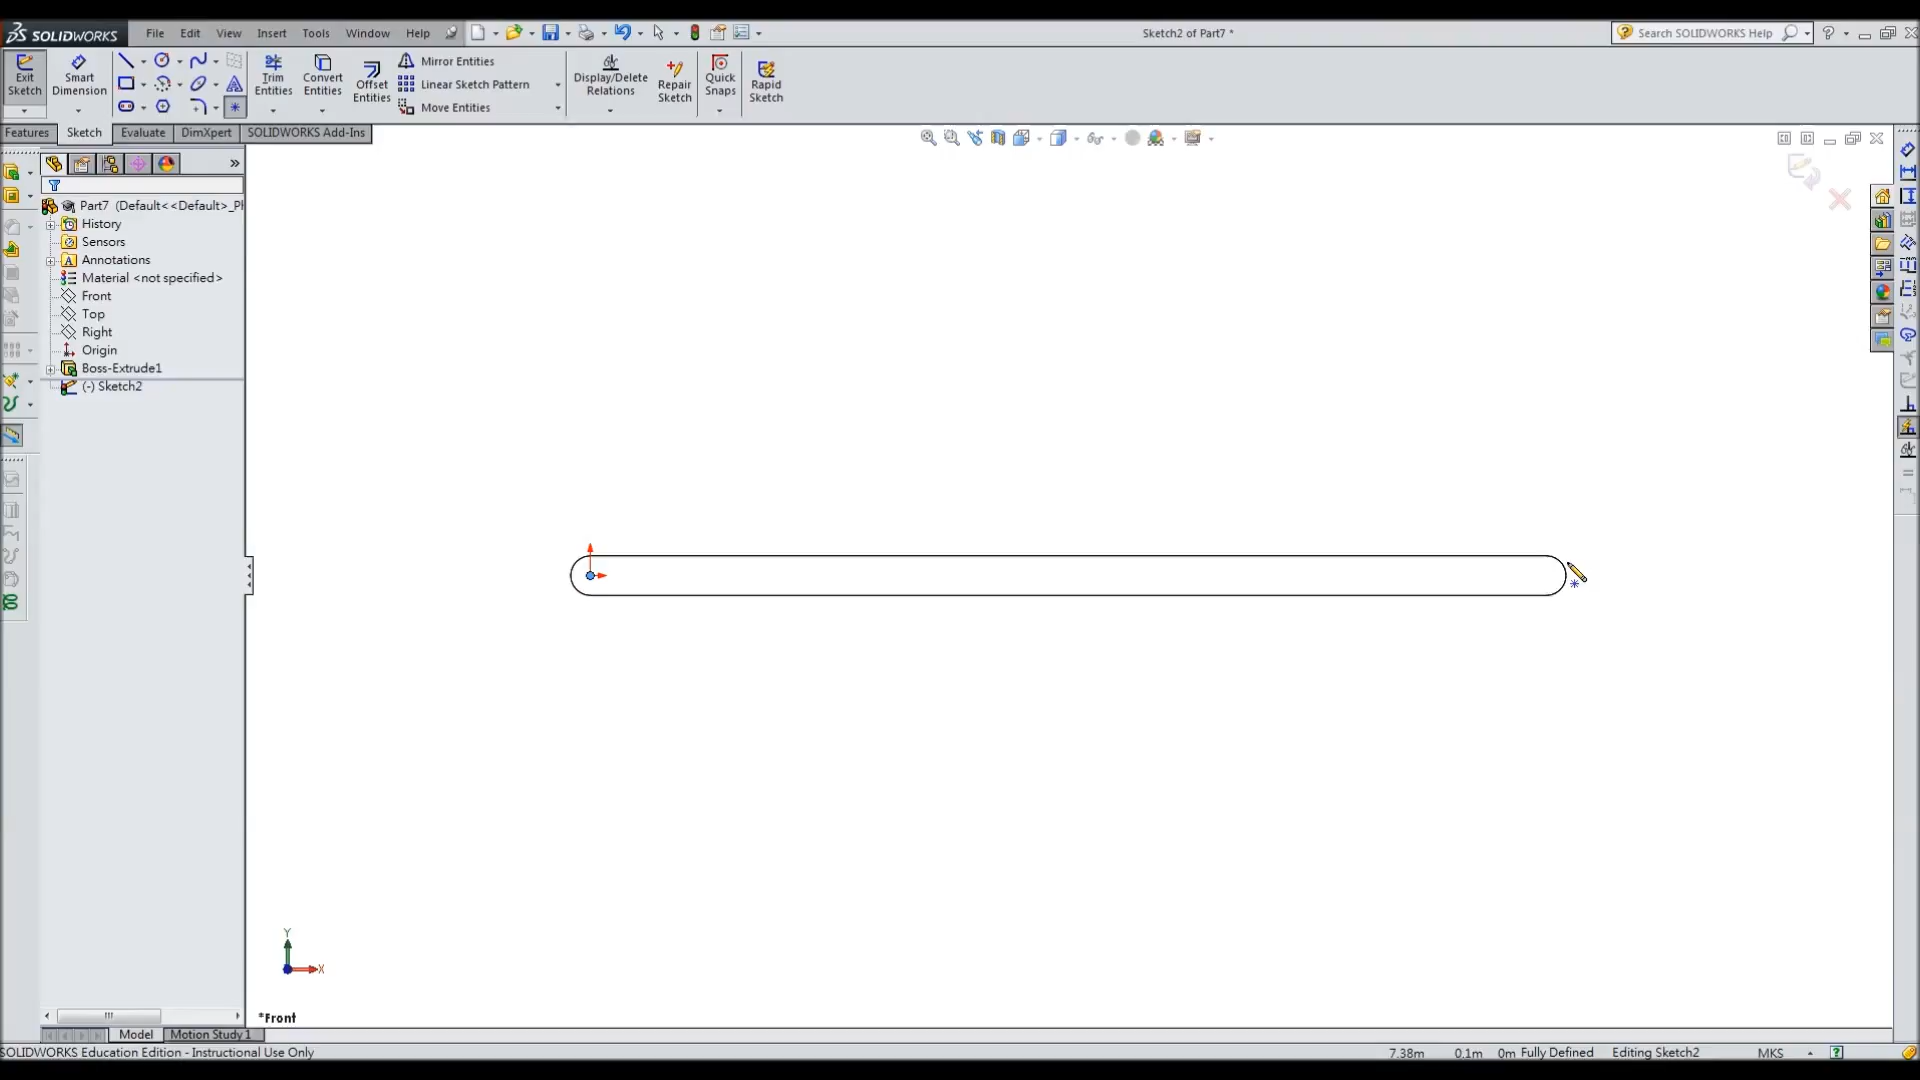 SOLIDWORKS File Edit View Insert Tools Window Help Sketch2 of Part7 * Search SOLIDWORKS Help
Exit Sketch
Smart Dimension
Trim Entities
Convert Entities
Offset Entities
Mirror Entities
Linear Sketch Pattern
Move Entities
Display/Delete Relations
Repair Sketch
Quick Snaps
Rapid Sketch
Features Sketch Evaluate DimXpert SOLIDWORKS Add-Ins
Part7 (Default<<Default>_P
History
Sensors
Annotations
Material <not specified>
Front
Top
Right
Origin
Boss-Extrude1
(-) Sketch2
Y
X
*Front
Model Motion Study 1
SOLIDWORKS Education Edition - Instructional Use Only 7.38m 0.1m 0m Fully Defined Editing Sketch2 MKS